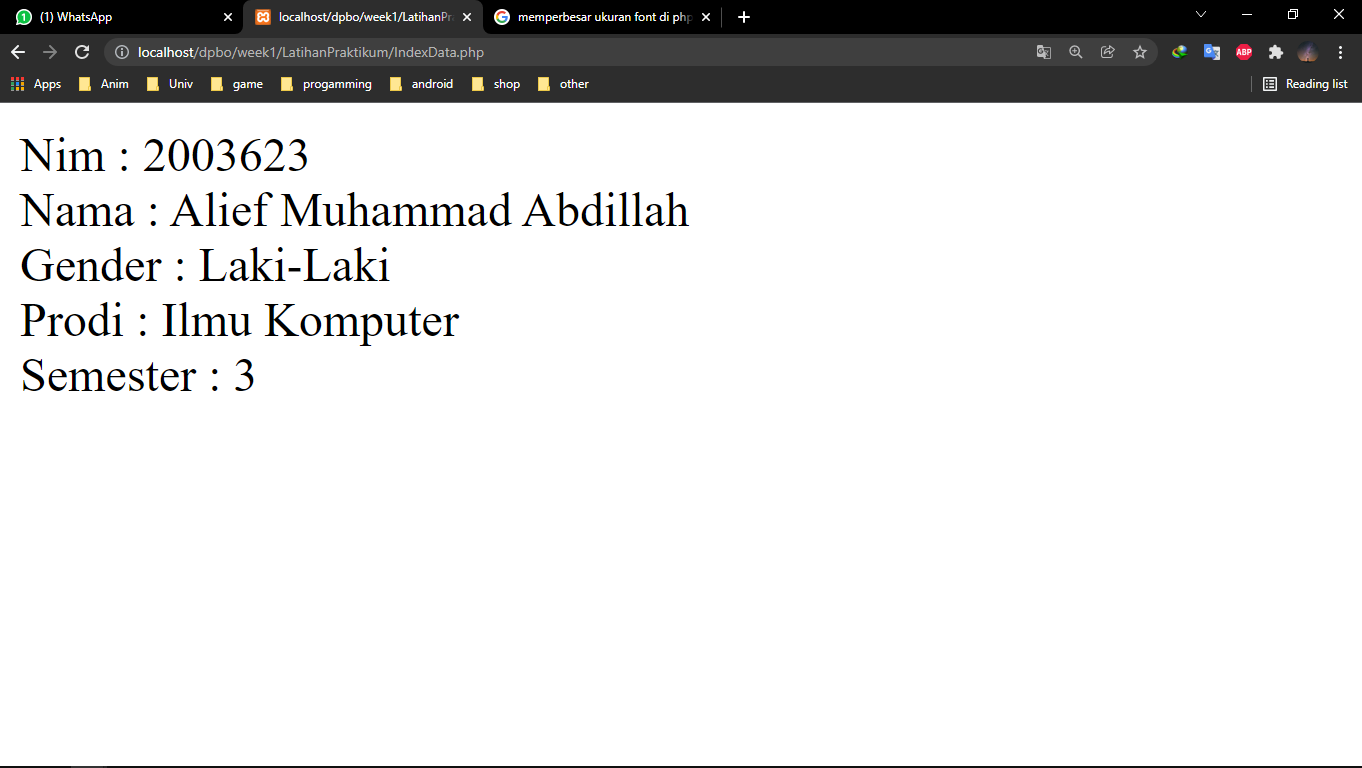 (1) WhatsApp
localhost/dpbo/week1/LatihanPr
memperbesar ukuran font di php
localhost/dpbo/week1/LatihanPraktikum/IndexData.php
ABP
Apps Anim Univ game progamming android shop other Reading list
Nim : 2003623
Nama : Alief Muhammad Abdillah
Gender : Laki-Laki
Prodi : Ilmu Komputer
Semester : 3